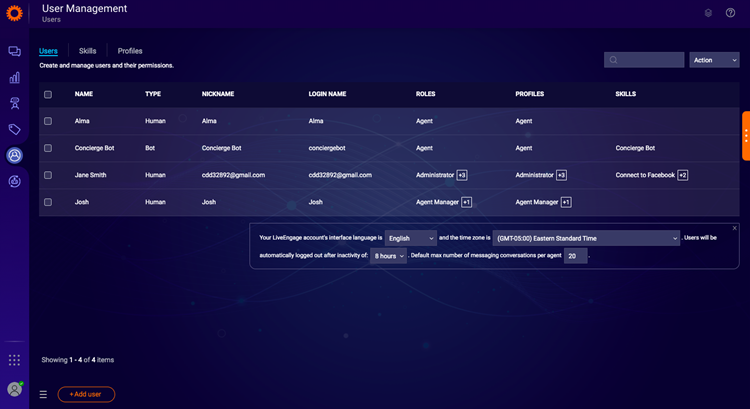 User Management
Users
Users Skills Profiles
Create and manage users and their permissions.
Action
NAME TYPE NICKNAME LOGIN NAME ROLES PROFILES SKILLS
Alma Human Alma Alma Agent Agent
Concierge Bot Bot Concierge Bot conciergebot Agent Agent Concierge Bot
Jane Smith Human cdd32892@gmail.com cdd32892@gmail.com Administrator +3 Administrator +3 Connect to Facebook +2
Josh Human Josh Josh Agent Manager +1 Agent Manager +1
Your LiveEngage account's interface language is English and the time zone is (GMT-05:00) Eastern Standard Time . Users will be
automatically logged out after inactivity of: 8 hours . Default max number of messaging conversations per agent 20 .
Showing 1 - 4 of 4 Items
+ Add user